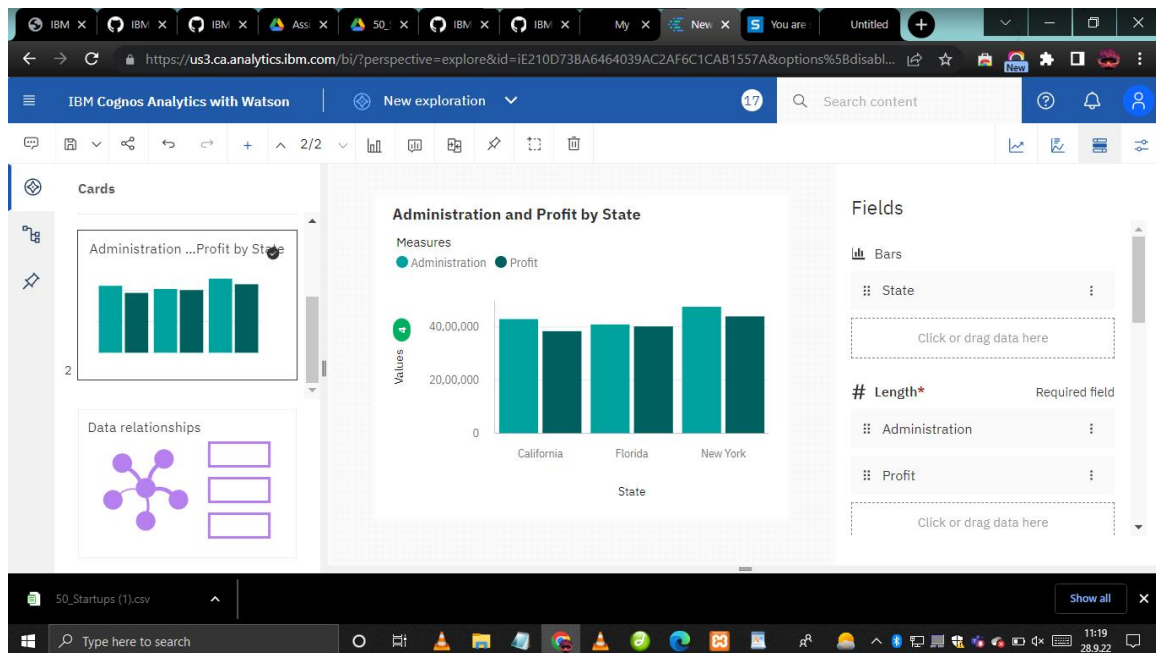 IBM IBM IBM Assi 50_ IBM IBM My New You are Untitled
https://us3.ca.analytics.ibm.com/bi/?perspective=explore&id=iE210D73BA6464039AC2AF6C1CAB1557A&options%5Bdisabl...
New
IBM Cognos Analytics with Watson New exploration 17 Search content
2/2
Cards
Administration ...Profit by State
2
Data relationships
Administration and Profit by State
Measures
Administration Profit
4
Values
40,00,000
20,00,000
0
California Florida New York
State
Fields
Bars
State
Click or drag data here
# Length* Required field
Administration
Profit
Click or drag data here
50_Startups (1).csv Show all
Type here to search
11:19
28.9.22